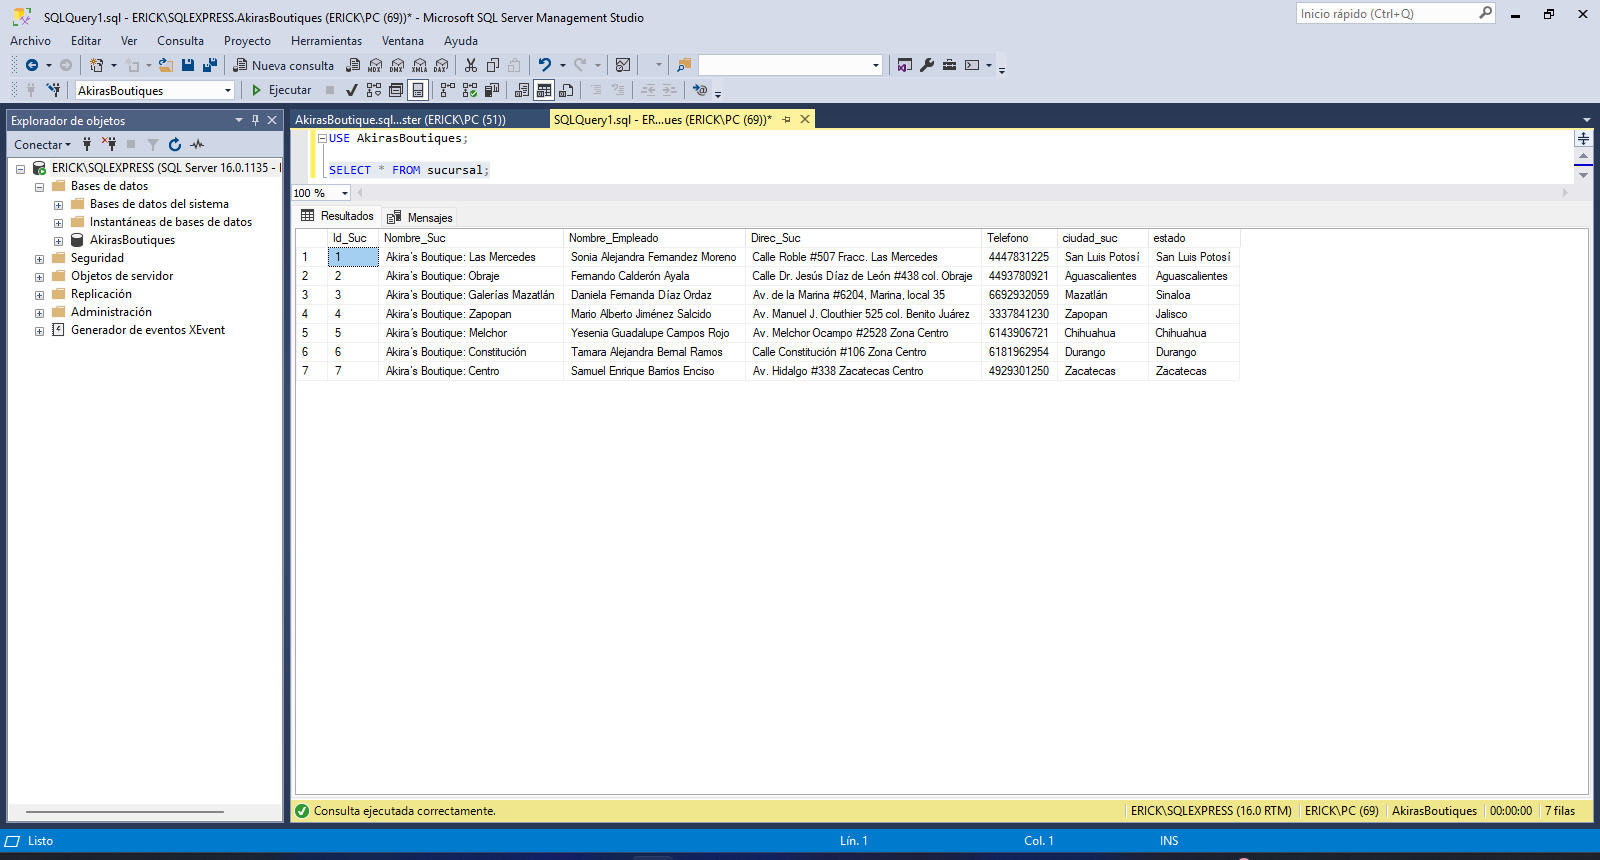 SQLQuery1.sql - ERICK\SQLEXPRESS.AkirasBoutiques (ERICK\PC (69))* - Microsoft SQL Server Management Studio
Inicio rápido (Ctrl+Q)
Archivo Editar Ver Consulta Proyecto Herramientas Ventana Ayuda
Nueva consulta MDX DMX XMLA DAX
AkirasBoutiques Ejecutar
Explorador de objetos
Conectar
ERICK\SQLEXPRESS (SQL Server 16.0.1135 - I
Bases de datos
Bases de datos del sistema
Instantáneas de bases de datos
AkirasBoutiques
Seguridad
Objetos de servidor
Replicación
Administración
Generador de eventos XEvent
AkirasBoutique.sql...ster (ERICK\PC (51)) SQLQuery1.sql - ER...ues (ERICK\PC (69))*
USE AkirasBoutiques;
SELECT * FROM sucursal;
100 %
Resultados Mensajes
Id_Suc Nombre_Suc Nombre_Empleado Direc_Suc Telefono ciudad_suc estado
1 1 Akira's Boutique: Las Mercedes Sonia Alejandra Fernandez Moreno Calle Roble #507 Fracc. Las Mercedes 4447831225 San Luis Potosí San Luis Potosí
2 2 Akira's Boutique: Obraje Fernando Calderón Ayala Calle Dr. Jesús Díaz de León #438 col. Obraje 4493780921 Aguascalientes Aguascalientes
3 3 Akira's Boutique: Galerías Mazatlán Daniela Fernanda Díaz Ordaz Av. de la Marina #6204, Marina, local 35 6692932059 Mazatlán Sinaloa
4 4 Akira's Boutique: Zapopan Mario Alberto Jiménez Salcido Av. Manuel J. Clouthier 525 col. Benito Juárez 3337841230 Zapopan Jalisco
5 5 Akira's Boutique: Melchor Yesenia Guadalupe Campos Rojo Av. Melchor Ocampo #2528 Zona Centro 6143906721 Chihuahua Chihuahua
6 6 Akira's Boutique: Constitución Tamara Alejandra Bernal Ramos Calle Constitución #106 Zona Centro 6181962954 Durango Durango
7 7 Akira's Boutique: Centro Samuel Enrique Barrios Enciso Av. Hidalgo #338 Zacatecas Centro 4929301250 Zacatecas Zacatecas
Consulta ejecutada correctamente. ERICK\SQLEXPRESS (16.0 RTM) ERICK\PC (69) AkirasBoutiques 00:00:00 7 filas
Listo Lín. 1 Col. 1 INS